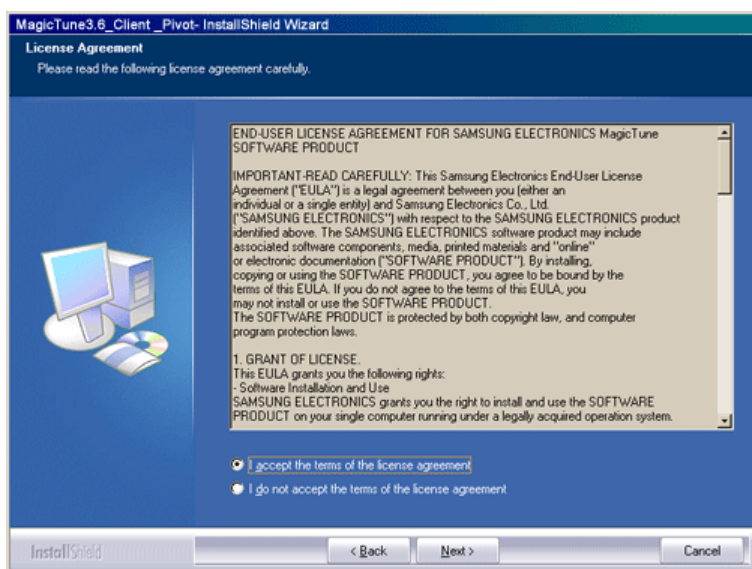 MagicTune3.6_Client _Pivot- InstallShield Wizard
License Agreement
Please read the following license agreement carefully.
END-USER LICENSE AGREEMENT FOR SAMSUNG ELECTRONICS MagicTune
SOFTWARE PRODUCT
IMPORTANT-READ CAREFULLY: This Samsung Electronics End-User License
Agreement ("EULA") is a legal agreement between you (either an
individual or a single entity) and Samsung Electronics Co., Ltd.
("SAMSUNG ELECTRONICS") with respect to the SAMSUNG ELECTRONICS product
identified above. The SAMSUNG ELECTRONICS software product may include
associated software components, media, printed materials and "online"
or electronic documentation ("SOFTWARE PRODUCT"). By installing,
copying or using the SOFTWARE PRODUCT, you agree to be bound by the
terms of this EULA. If you do not agree to the terms of this EULA, you
may not install or use the SOFTWARE PRODUCT.
The SOFTWARE PRODUCT is protected by both copyright law, and computer
program protection laws.
1. GRANT OF LICENSE.
This EULA grants you the following rights:
- Software Installation and Use
SAMSUNG ELECTRONICS grants you the right to install and use the SOFTWARE
PRODUCT on your single computer running under a legally acquired operation system.
I accept the terms of the license agreement
I do not accept the terms of the license agreement
InstallShield
< Back
Next >
Cancel